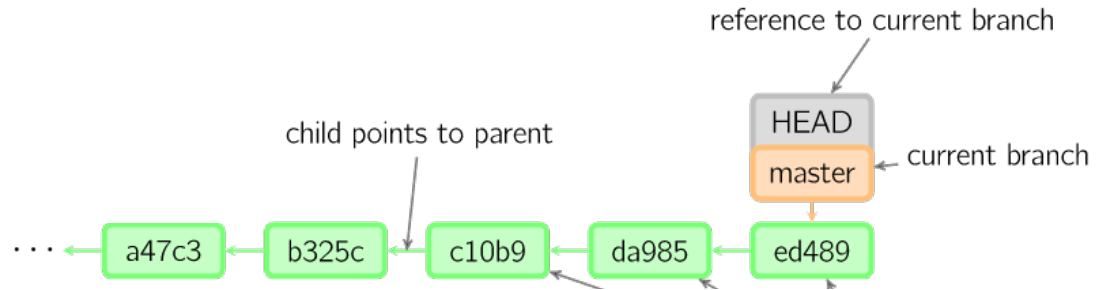 reference to current branch
HEAD
child points to parent
current branch
master
··· a47c3 b325c c10b9 da985 ed489